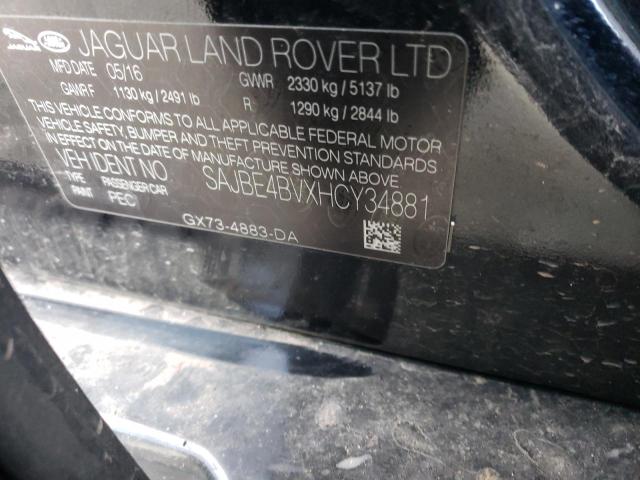 JAGUAR LAND ROVER LTD
MFD DATE 05/16 GVWR 2330 kg / 5137 lb
GAWR F 1130 kg / 2491 lb R 1290 kg / 2844 lb
THIS VEHICLE CONFORMS TO ALL APPLICABLE FEDERAL MOTOR
VEHICLE SAFETY, BUMPER AND THEFT PREVENTION STANDARDS
IN EFFECT ON THE DATE OF MANUFACTURE SHOWN ABOVE
VEH IDENT NO SAJBE4BVXHCY34881
TYPE PASSENGER CAR
PAINT PEC
GX73-4883-DA